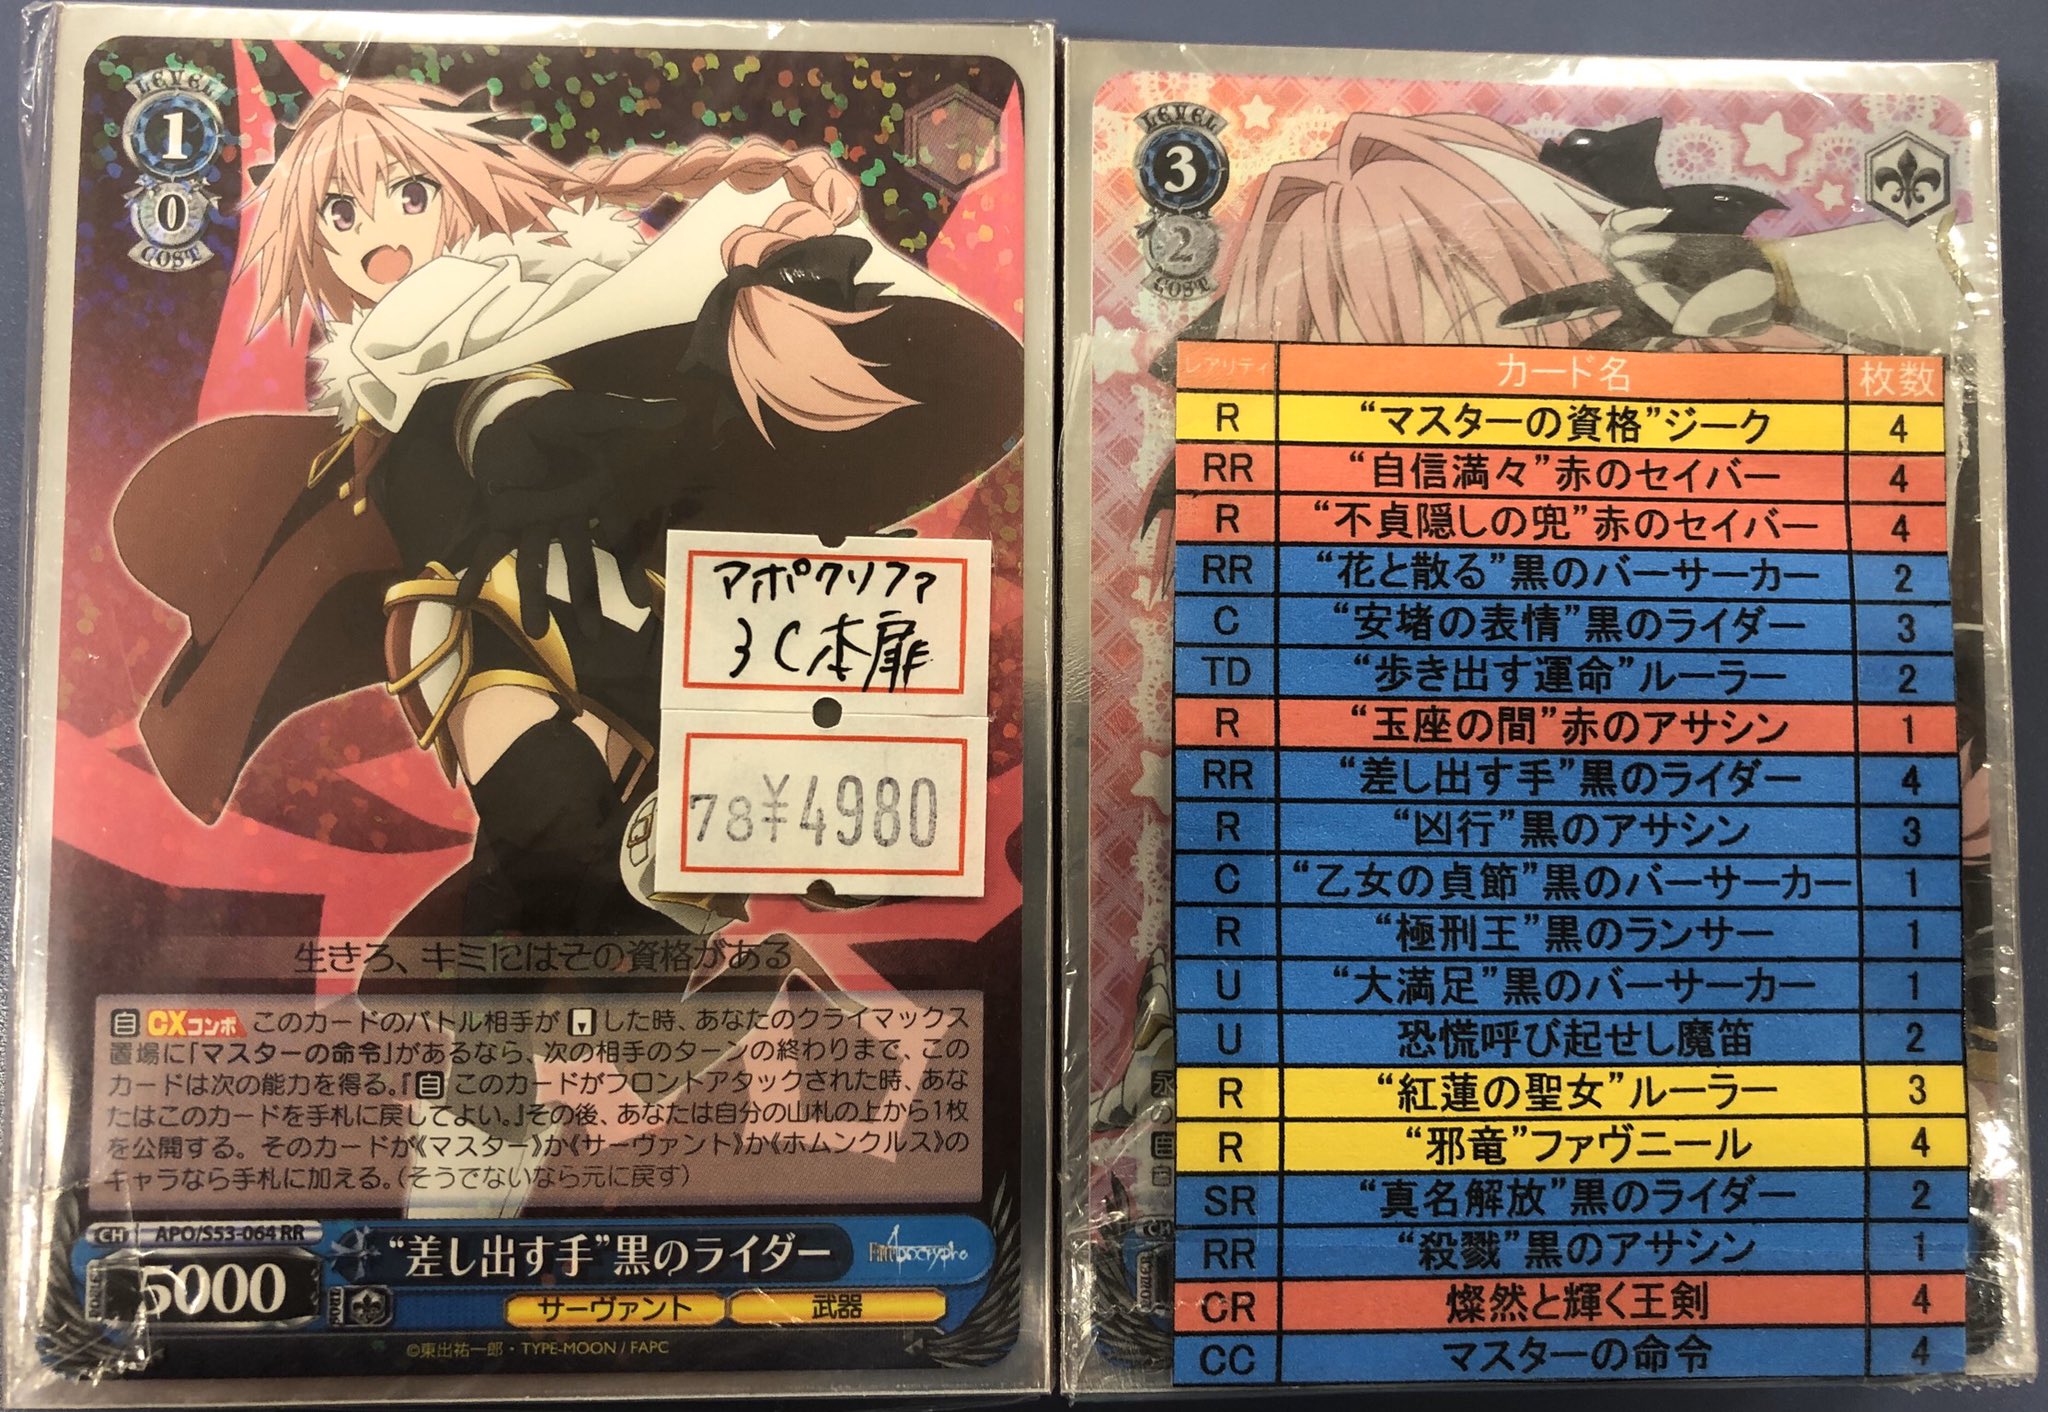 LEVEL
1
0
COST
アポクリファ
3C本扉
78¥4980
生きろ、キミにはその資格がある
自 CXコンボ このカードのバトル相手が した時、あなたのクライマックス
置場に「マスターの命令」があるなら、次の相手のターンの終わりまで、この
カードは次の能力を得る。『自 このカードがフロントアタックされた時、あな
たはこのカードを手札に戻してよい。』その後、あなたは自分の山札の上から1枚
を公開する。そのカードが《マスター》か《サーヴァント》か《ホムンクルス》の
キャラなら手札に加える。(そうでないなら元に戻す)
CH APO/S53-064 RR
“差し出す手”黒のライダー
Fate Apocrypha
5000
サーヴァント 武器
©東出祐一郎・TYPE-MOON / FAPC
LEVEL
3
2
COST
レアリティ カード名 枚数
R “マスターの資格”ジーク 4
RR “自信満々”赤のセイバー 4
R “不貞隠しの兜”赤のセイバー 4
RR “花と散る”黒のバーサーカー 2
C “安堵の表情”黒のライダー 3
TD “歩き出す運命”ルーラー 2
R “玉座の間”赤のアサシン 1
RR “差し出す手”黒のライダー 4
R “凶行”黒のアサシン 3
C “乙女の貞節”黒のバーサーカー 1
R “極刑王”黒のランサー 1
U “大満足”黒のバーサーカー 1
U 恐慌呼び起せし魔笛 2
R “紅蓮の聖女”ルーラー 3
R “邪竜”ファヴニール 4
SR “真名解放”黒のライダー 2
RR “殺戮”黒のアサシン 1
CR 燦然と輝く王剣 4
CC マスターの命令 4